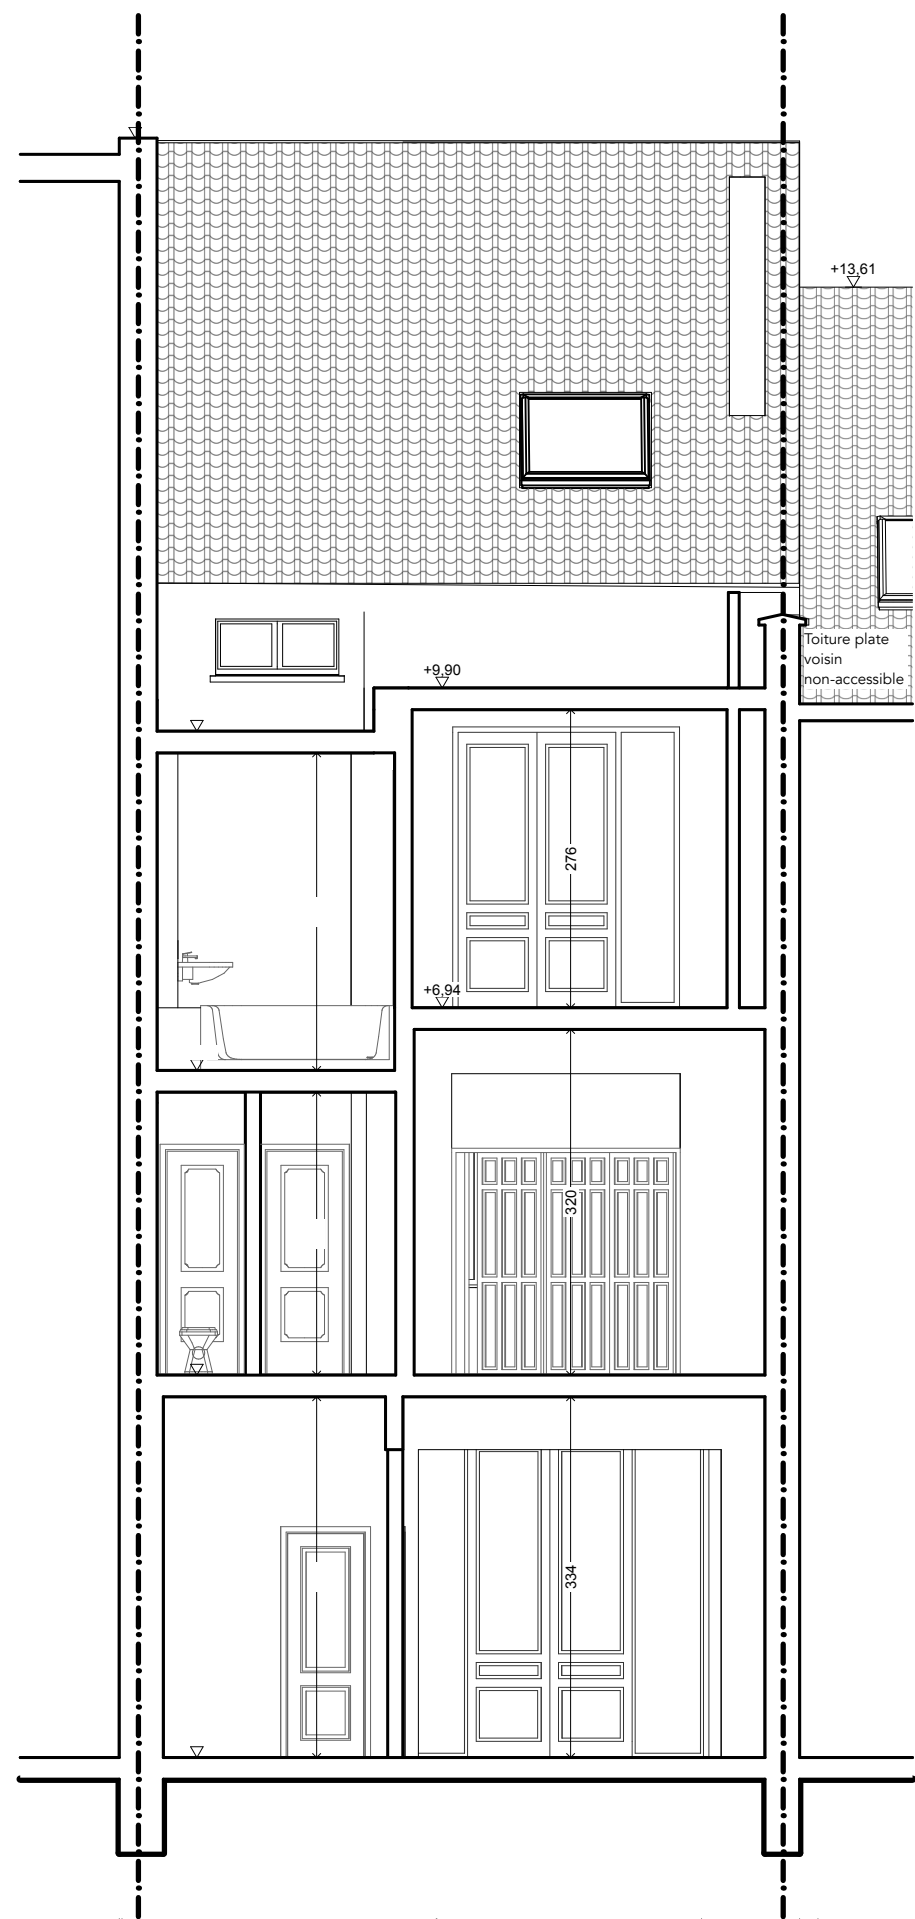 +13,61
Toiture plate
voisin
non-accessible
+9,90
276
+6,94
320
334